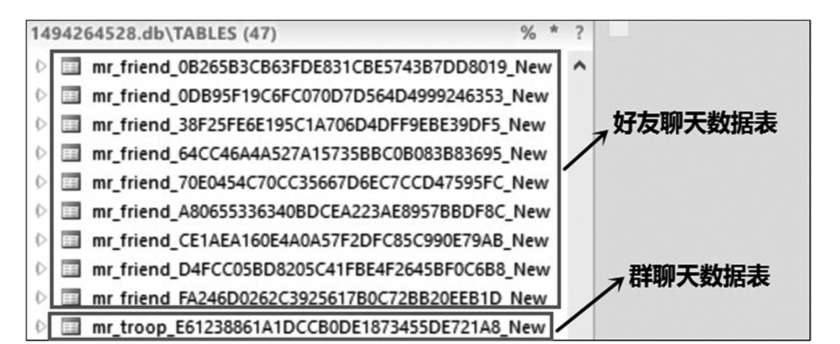 1494264528.db\TABLES (47) % * ?
mr_friend_0B265B3CB63FDE831CBE5743B7DD8019_New
mr_friend_0DB95F19C6FC070D7D564D4999246353_New
mr_friend_38F25FE6E195C1A706D4DFF9EBE39DF5_New
好友聊天数据表
mr_friend_64CC46A4A527A15735BBC0B083B83695_New
mr_friend_70E0454C70CC35667D6EC7CCD47595FC_New
mr_friend_A80655336340BDCEA223AE8957BBDF8C_New
mr_friend_CE1AEA160E4A0A57F2DFC85C990E79AB_New
mr_friend_D4FCC05BD8205C41FBE4F2645BF0C6B8_New
群聊天数据表
mr_friend_FA246D0262C3925617B0C72BB20EEB1D_New
mr_troop_E61238861A1DCCB0DE1873455DE721A8_New